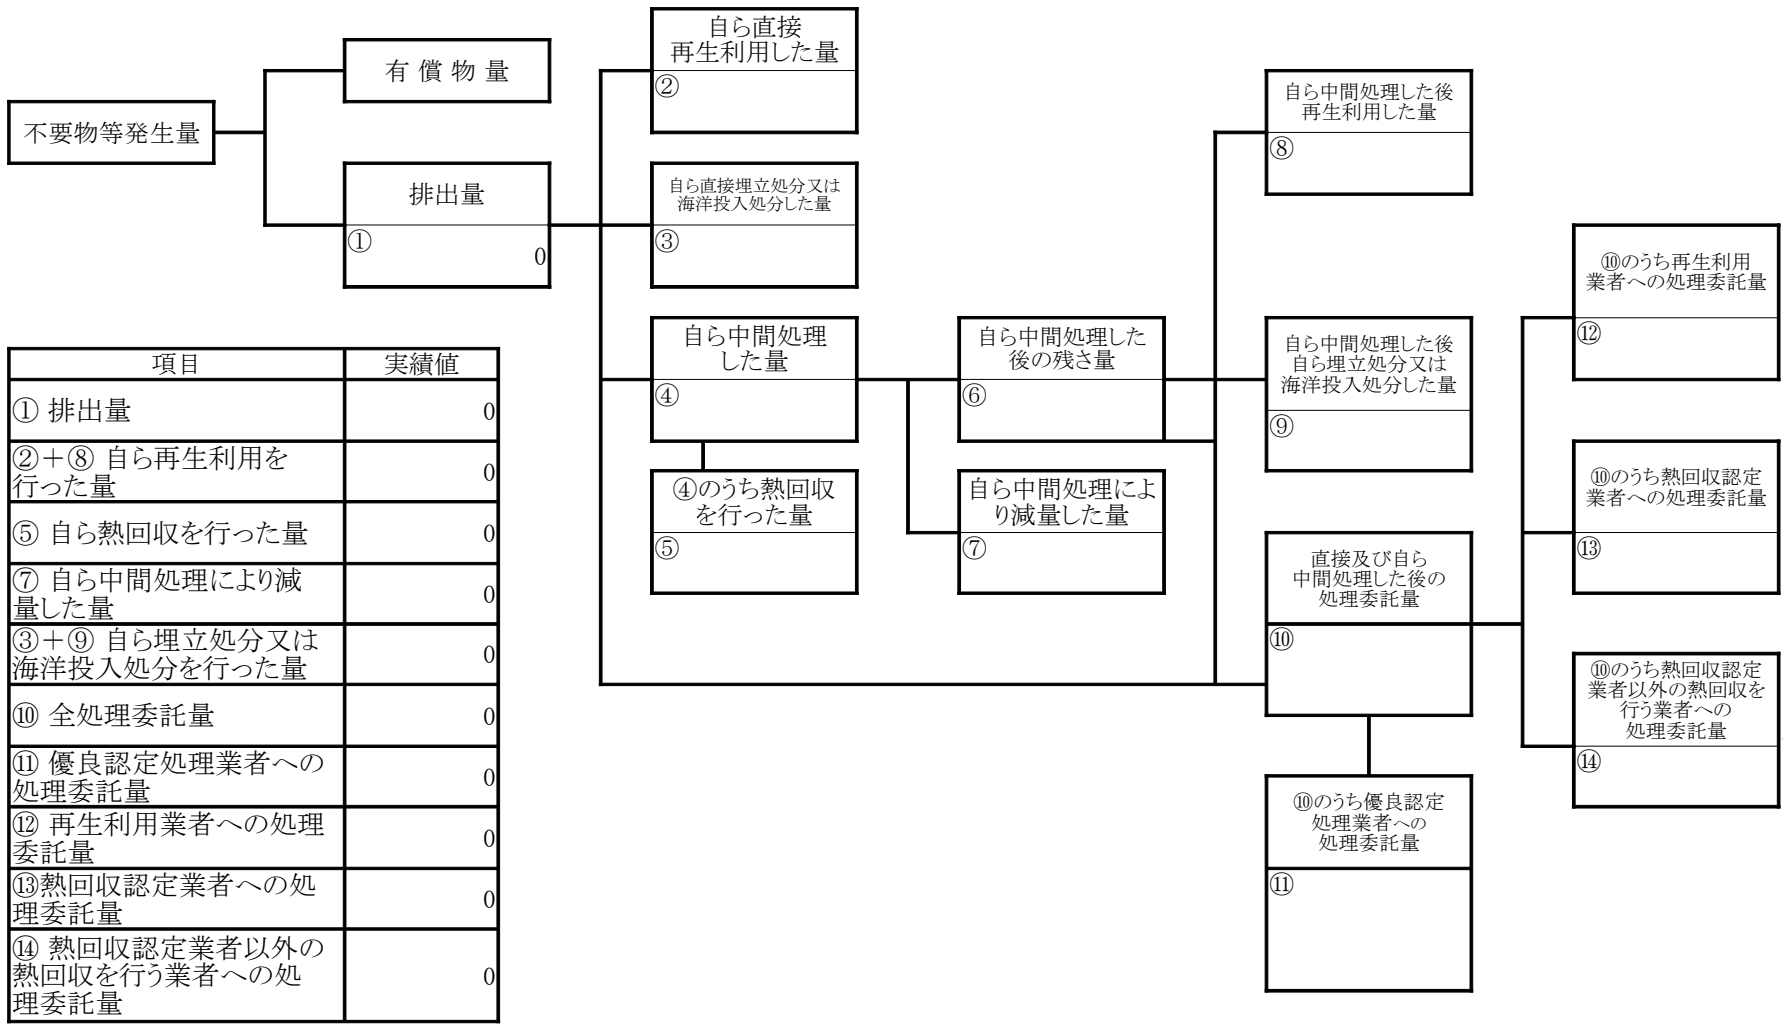 不要物等発生量
有 償 物 量
排出量
①
0
自ら直接
再生利用した量
②
自ら直接埋立処分又は
海洋投入処分した量
③
自ら中間処理
した量
④
④のうち熱回収
を行った量
⑤
自ら中間処理した
後の残さ量
⑥
自ら中間処理によ
り減量した量
⑦
自ら中間処理した後
再生利用した量
⑧
自ら中間処理した後
自ら埋立処分又は
海洋投入処分した量
⑨
直接及び自ら
中間処理した後の
処理委託量
⑩
⑩のうち優良認定
処理業者への
処理委託量
⑪
⑩のうち再生利用
業者への処理委託量
⑫
⑩のうち熱回収認定
業者への処理委託量
⑬
⑩のうち熱回収認定
業者以外の熱回収を
行う業者への
処理委託量
⑭
項目 実績値
① 排出量 0
②＋⑧ 自ら再生利用を
行った量 0
⑤ 自ら熱回収を行った量 0
⑦ 自ら中間処理により減
量した量 0
③＋⑨ 自ら埋立処分又は
海洋投入処分を行った量 0
⑩ 全処理委託量 0
⑪ 優良認定処理業者への
処理委託量 0
⑫ 再生利用業者への処理
委託量 0
⑬熱回収認定業者への処
理委託量 0
⑭ 熱回収認定業者以外の
熱回収を行う業者への処
理委託量 0